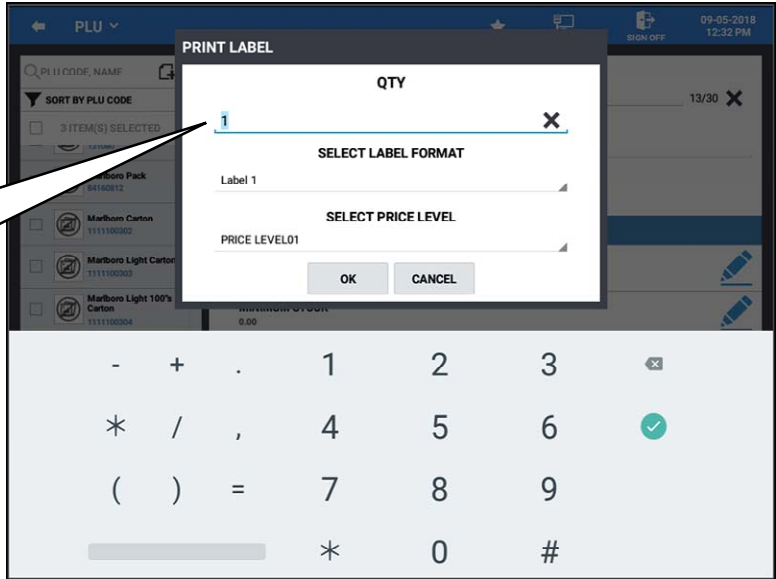 PLU
SIGN OFF
09-05-2018
12:32 PM
PRINT LABEL
PLU CODE, NAME
SORT BY PLU CODE
3 ITEM(S) SELECTED
13/30
QTY
1
SELECT LABEL FORMAT
Label 1
SELECT PRICE LEVEL
PRICE LEVEL01
OK
CANCEL
Marlboro Pack
84160812
Marlboro Carton
1111100302
Marlboro Light Carton
1111100303
Marlboro Light 100's
Carton
1111100304
MINIMUM STOCK
0.00
- + . 1 2 3
* / , 4 5 6
( ) = 7 8 9
* 0 #